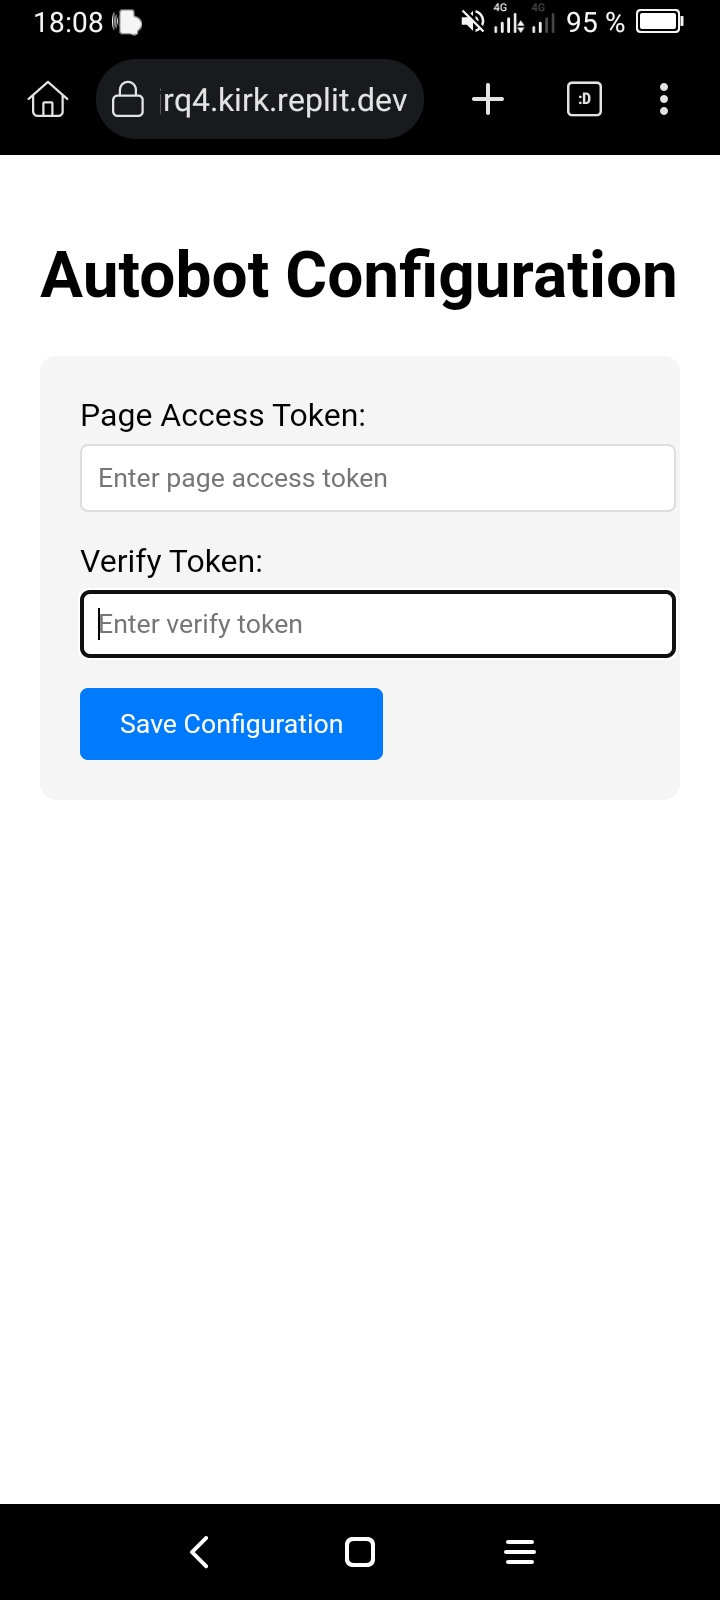 18:08
4G 4G 95 %
rq4.kirk.replit.dev
:D
Autobot Configuration
Page Access Token:
Enter page access token
Verify Token:
Enter verify token
Save Configuration